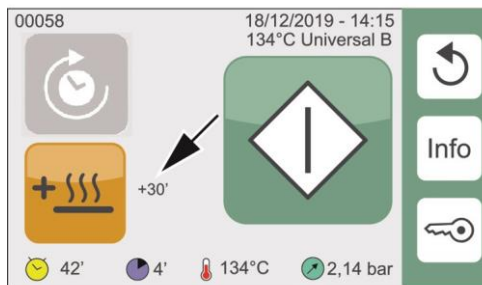 00058
18/12/2019 - 14:15
134°C Universal B
+30'
Info
42' 4' 134°C 2,14 bar